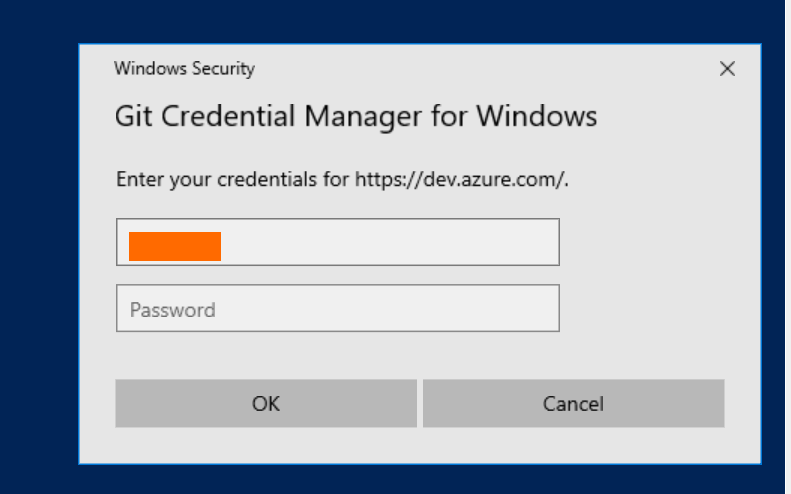 Windows Security
Git Credential Manager for Windows
Enter your credentials for https://dev.azure.com/.
Password
OK
Cancel